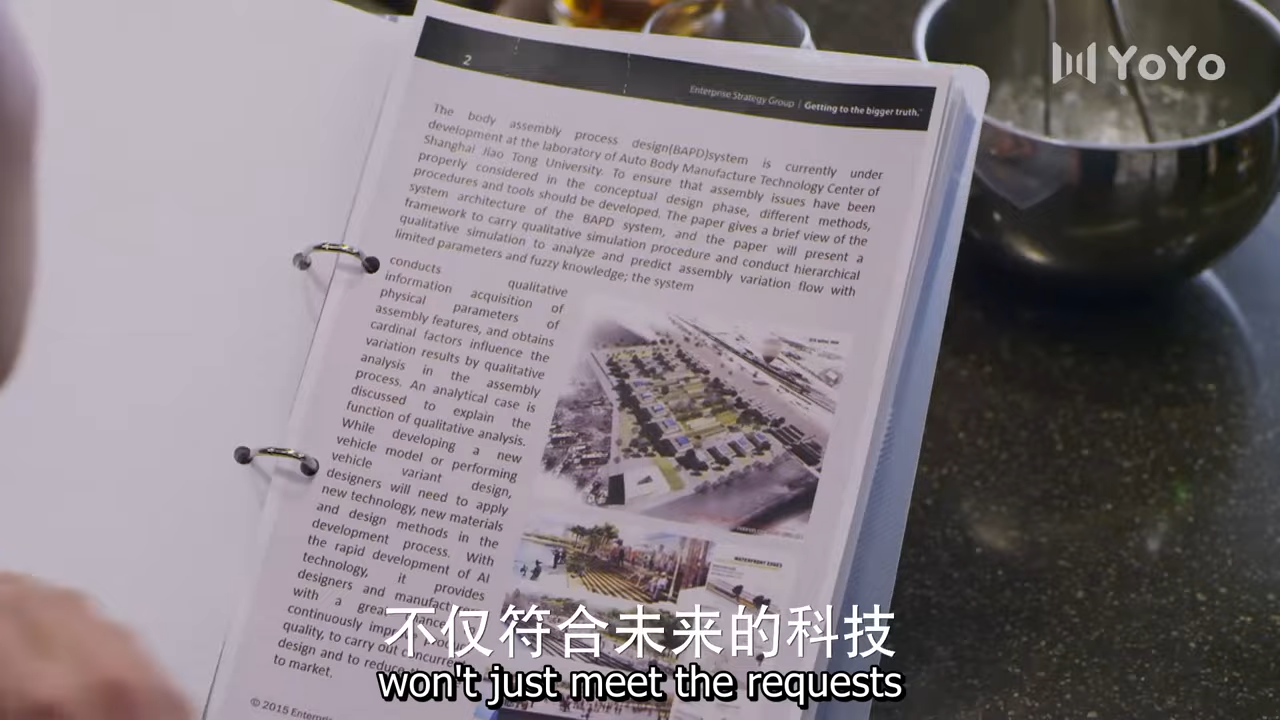 YoYo
2
Enterprise Strategy Group | Getting to the bigger truth.
The body assembly process design(BAPD)system is currently under
development at the laboratory of Auto Body Manufacture Technology Center of
Shanghai Jiao Tong University. To ensure that assembly issues have been
properly considered in the conceptual design phase, different methods,
procedures and tools should be developed. The paper gives a brief view of the
system architecture of the BAPD system, and the paper will present a
framework to carry qualitative simulation procedure and conduct hierarchical
qualitative simulation to analyze and predict assembly variation flow with
limited parameters and fuzzy knowledge; the system
conducts qualitative
information acquisition of
physical parameters of
assembly features, and obtains
cardinal factors influence the
variation results by qualitative
analysis in the assembly
process. An analytical case is
discussed to explain the
function of qualitative analysis.
While developing a new
vehicle model or performing
vehicle variant design,
designers will need to apply
new technology, new materials
and design methods in the
development process. With
the rapid development of AI
technology, it provides
designers and
with a
continuously
quality, to carry out
design and to reduce
to market.
WATERFRONT EDGES
© 2015
不仅符合未来的科技
won't just meet the requests